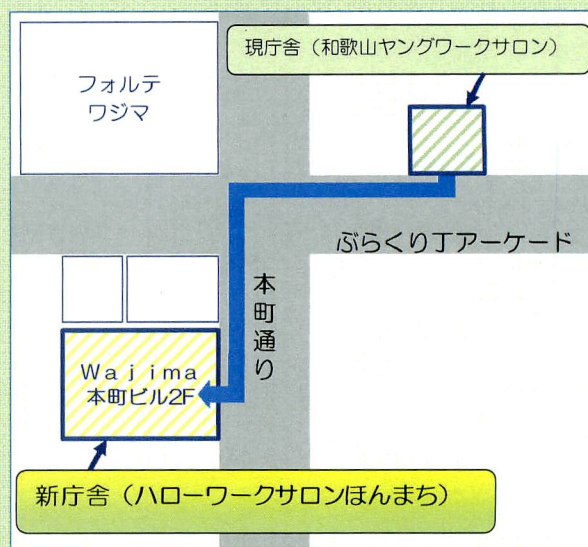 現庁舎（和歌山ヤングワークサロン）
フォルテ
ワジマ
ぶらくり丁アーケード
本町通り
Ｗａｊｉｍａ
本町ビル2F
新庁舎（ハローワークサロンほんまち）